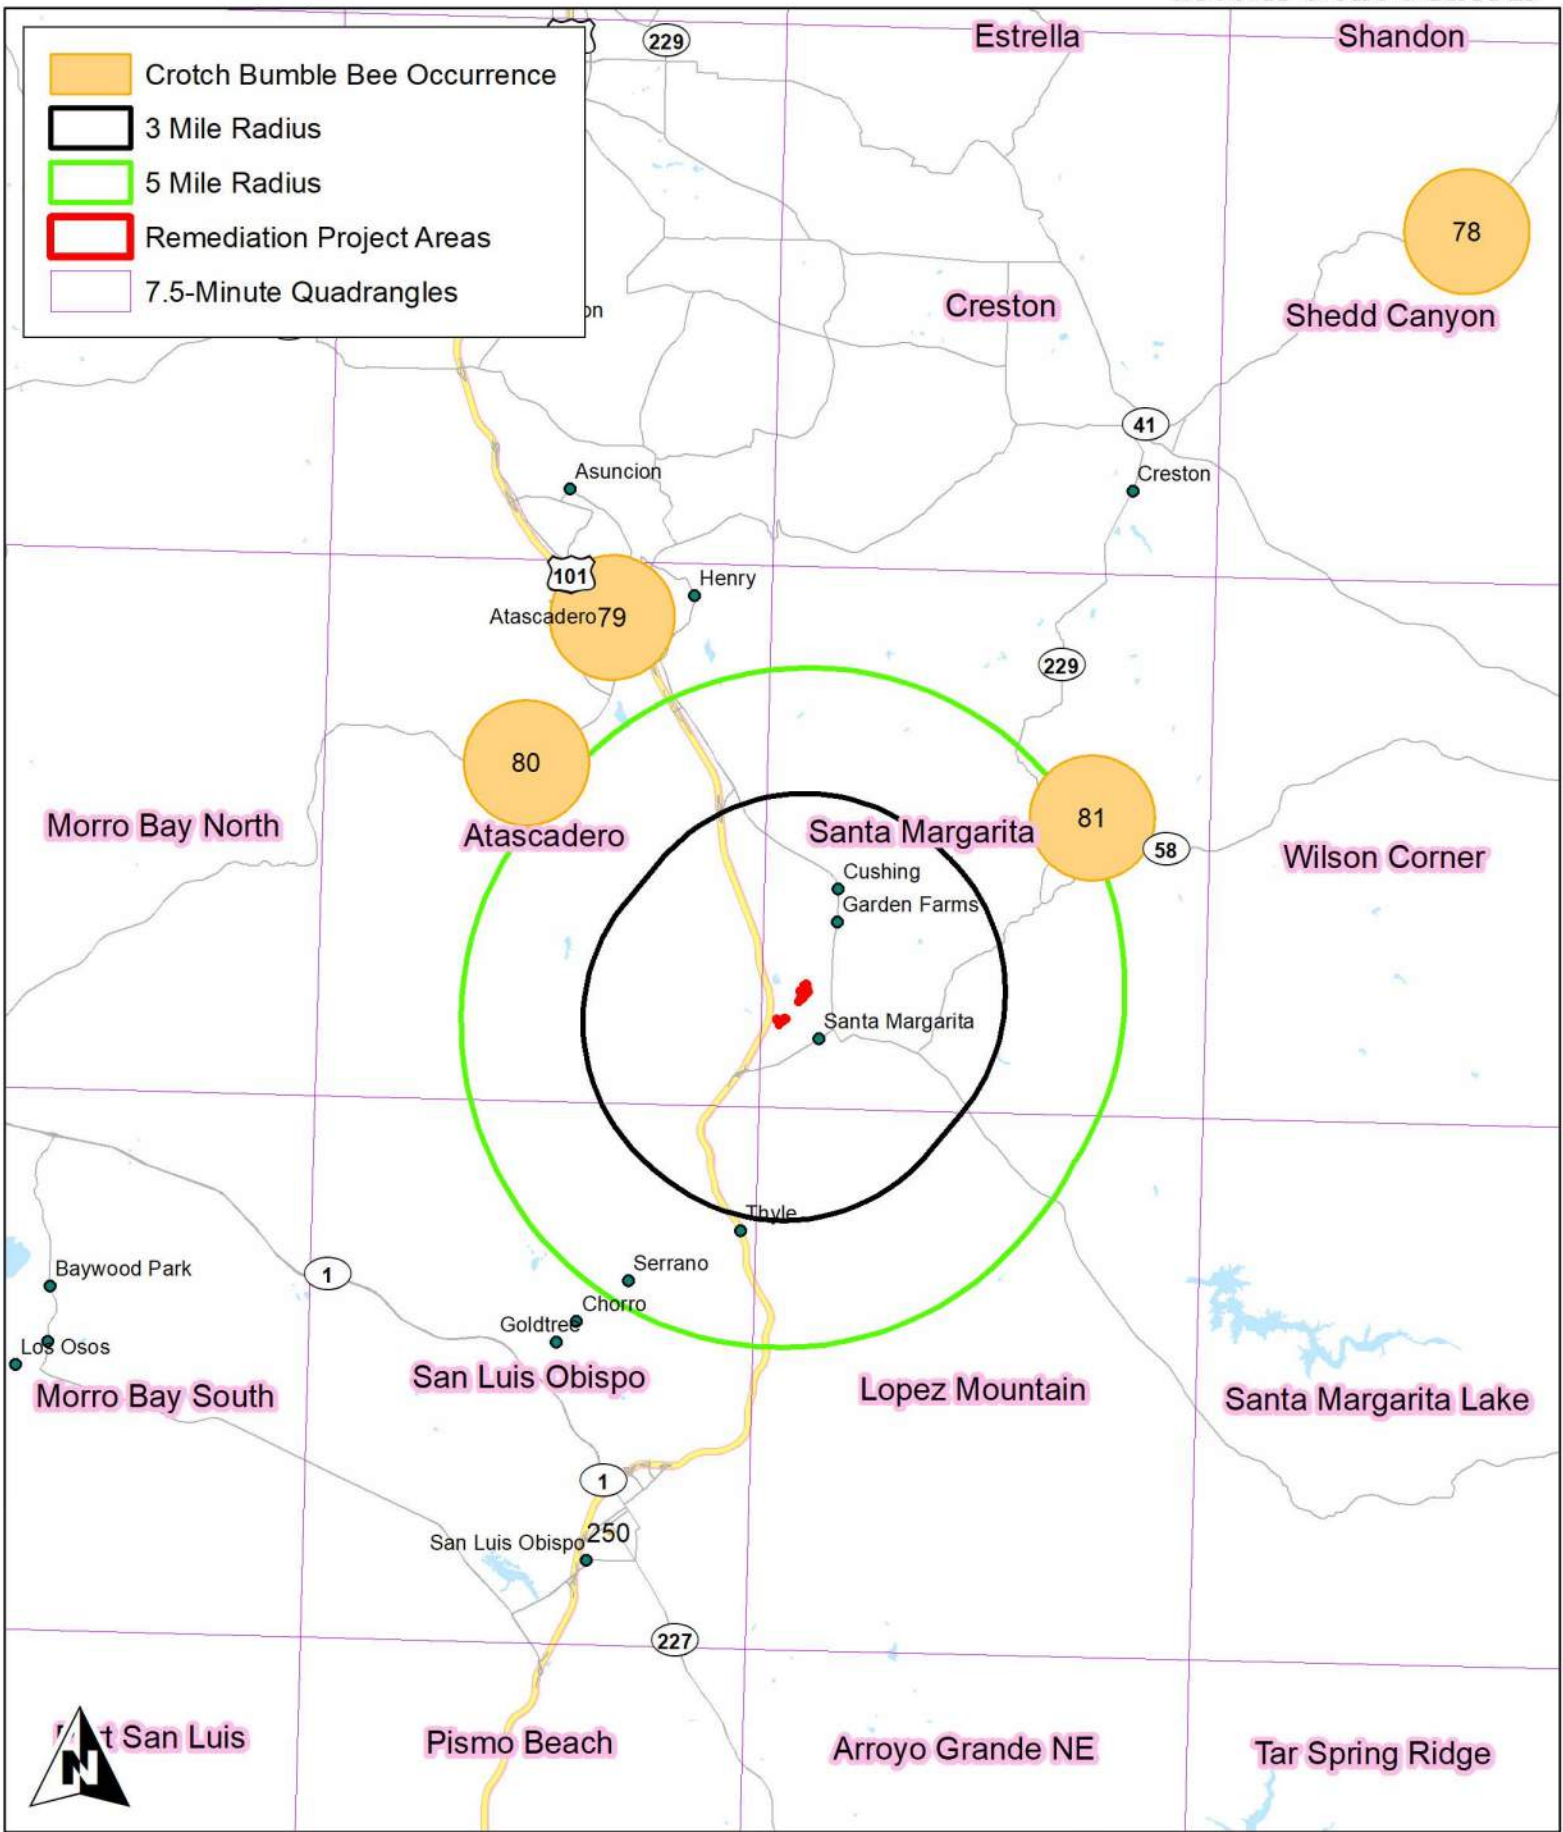 Estrella
Shandon
229
Crotch Bumble Bee Occurrence
3 Mile Radius
5 Mile Radius
Remediation Project Areas
7.5-Minute Quadrangles
78
Creston
Shedd Canyon
41
Asuncion
Creston
101
Henry
Atascadero
79
229
80
81
Morro Bay North
Atascadero
Santa Margarita
58
Wilson Corner
Cushing
Garden Farms
Santa Margarita
Thyle
Serrano
Baywood Park
1
Chorro
Goldtree
Los Osos
San Luis Obispo
Lopez Mountain
Morro Bay South
Santa Margarita Lake
1
250
San Luis Obispo
227
San Luis
Pismo Beach
Arroyo Grande NE
Tar Spring Ridge
N